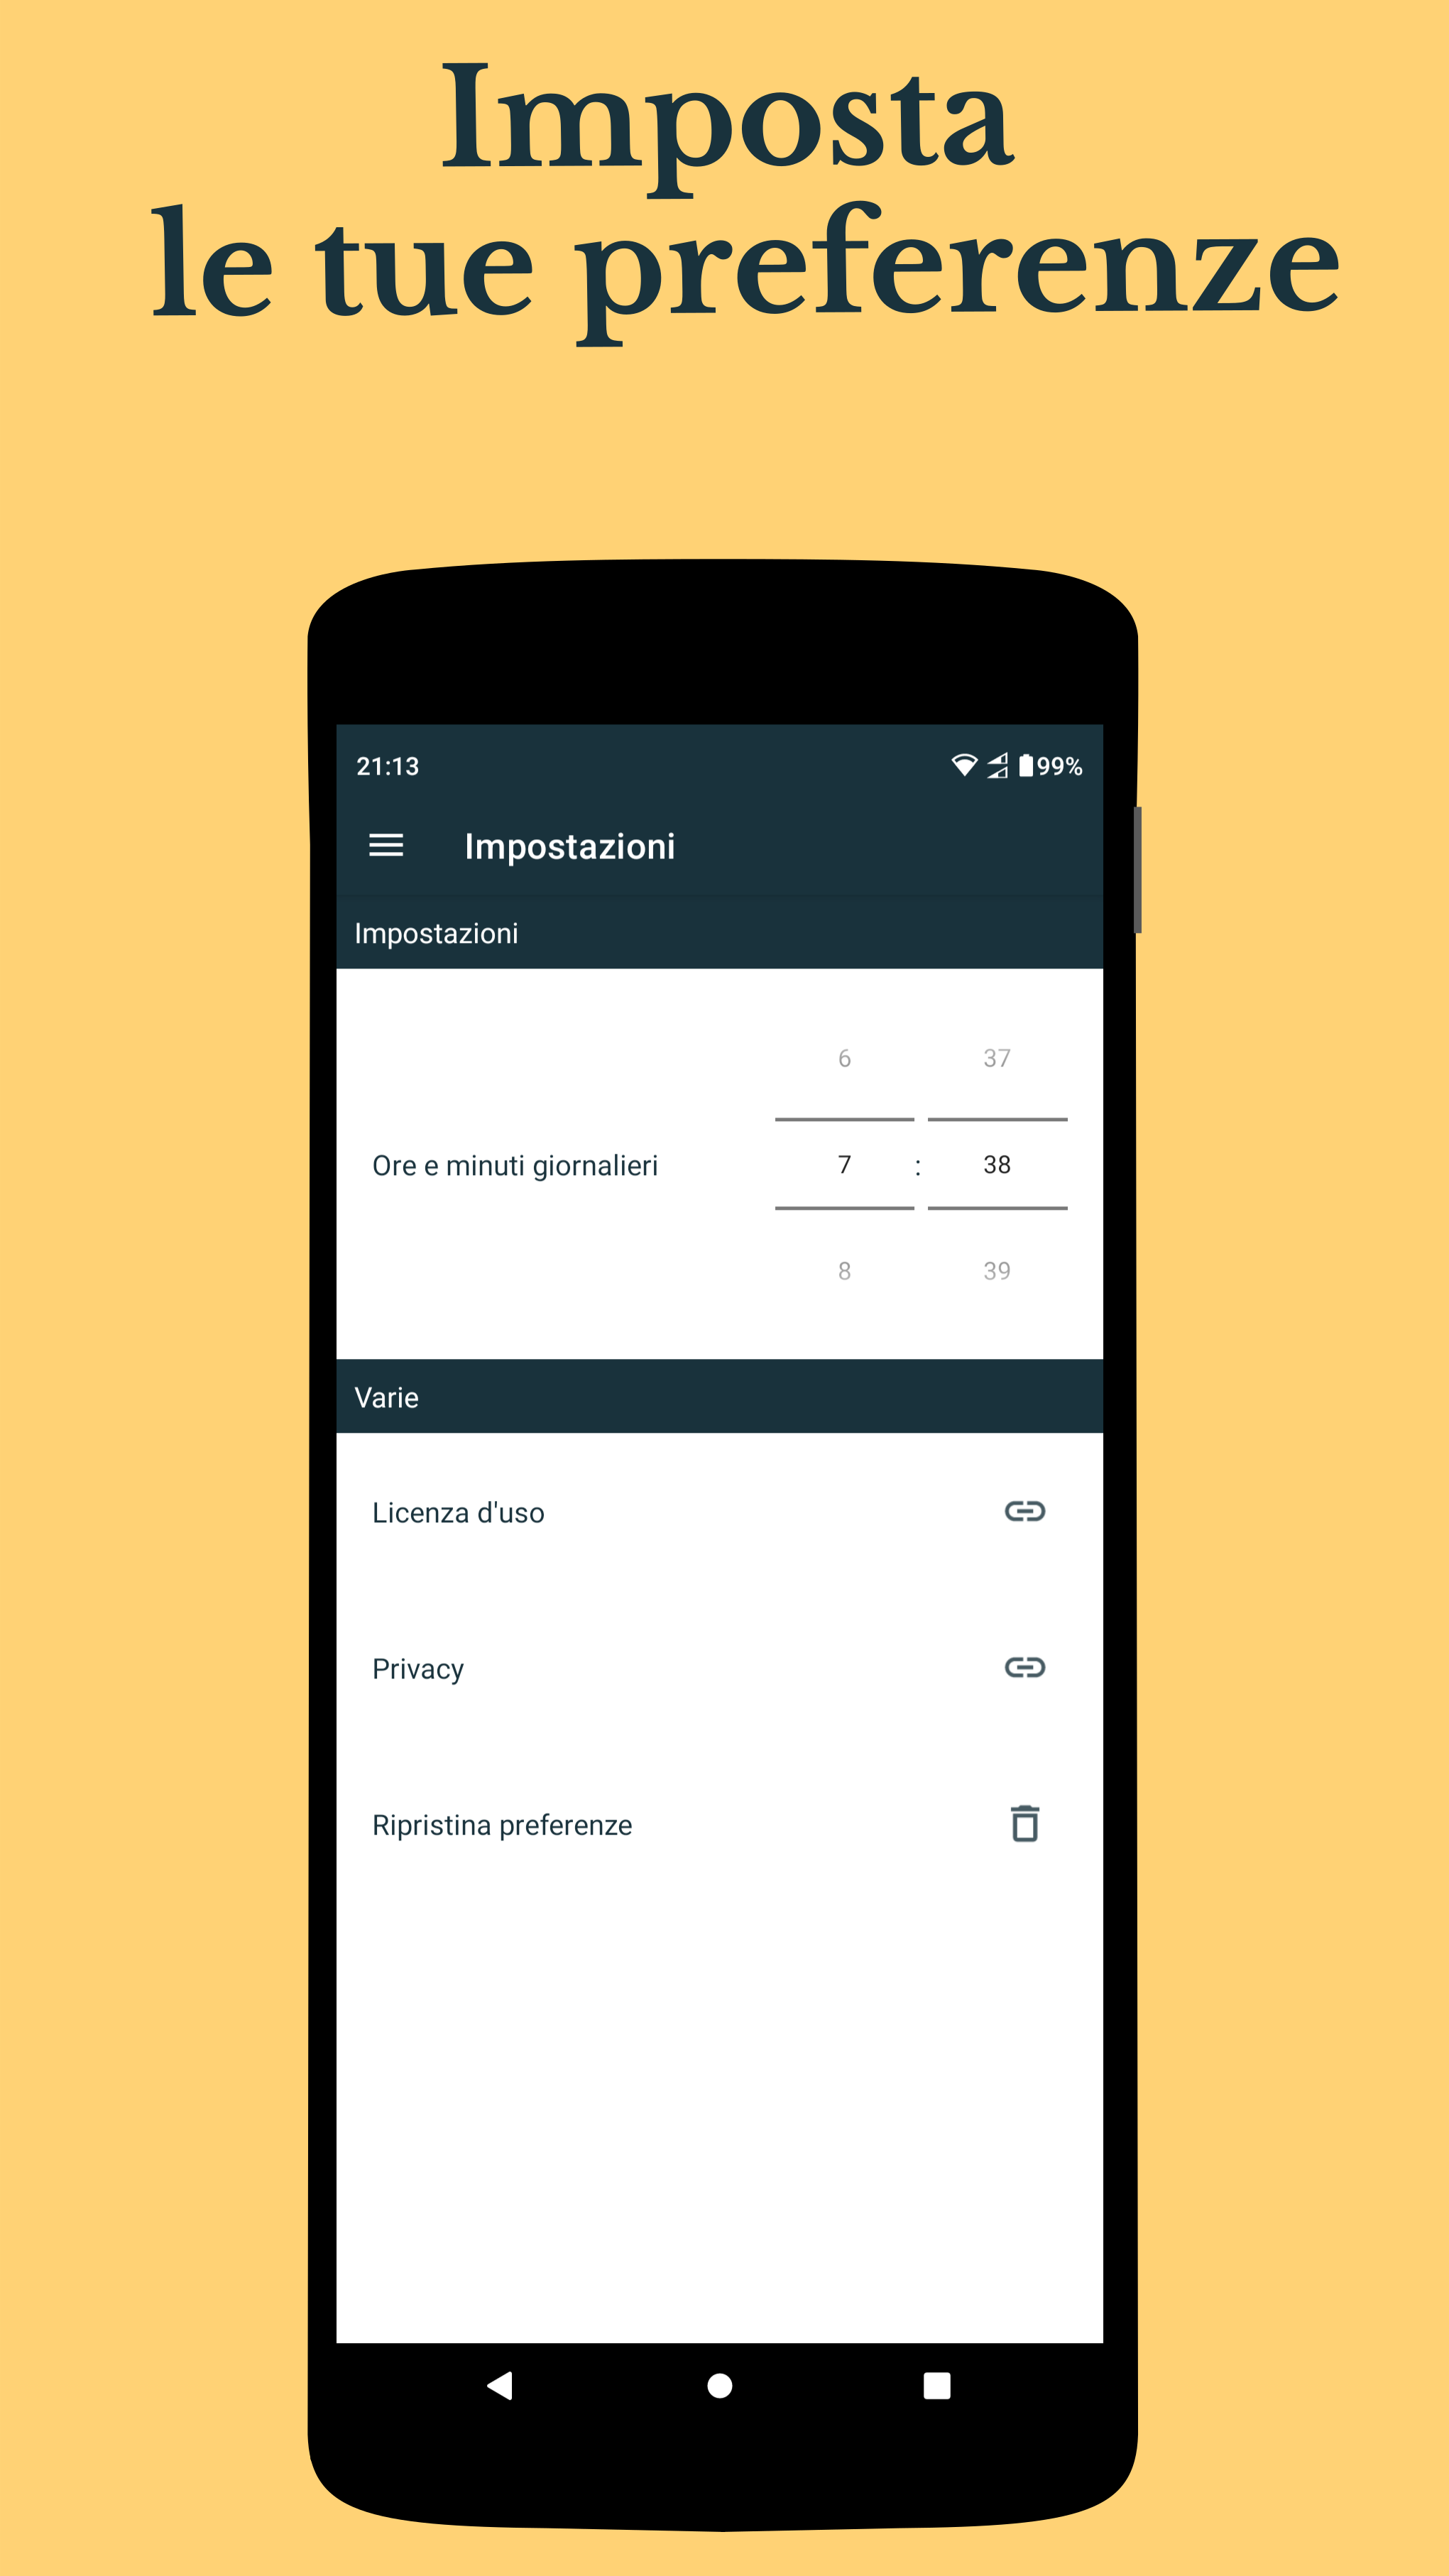 Imposta
le tue preferenze
21:13 99%
Impostazioni
Impostazioni
6 37
Ore e minuti giornalieri 7 : 38
8 39
Varie
Licenza d'uso
Privacy
Ripristina preferenze